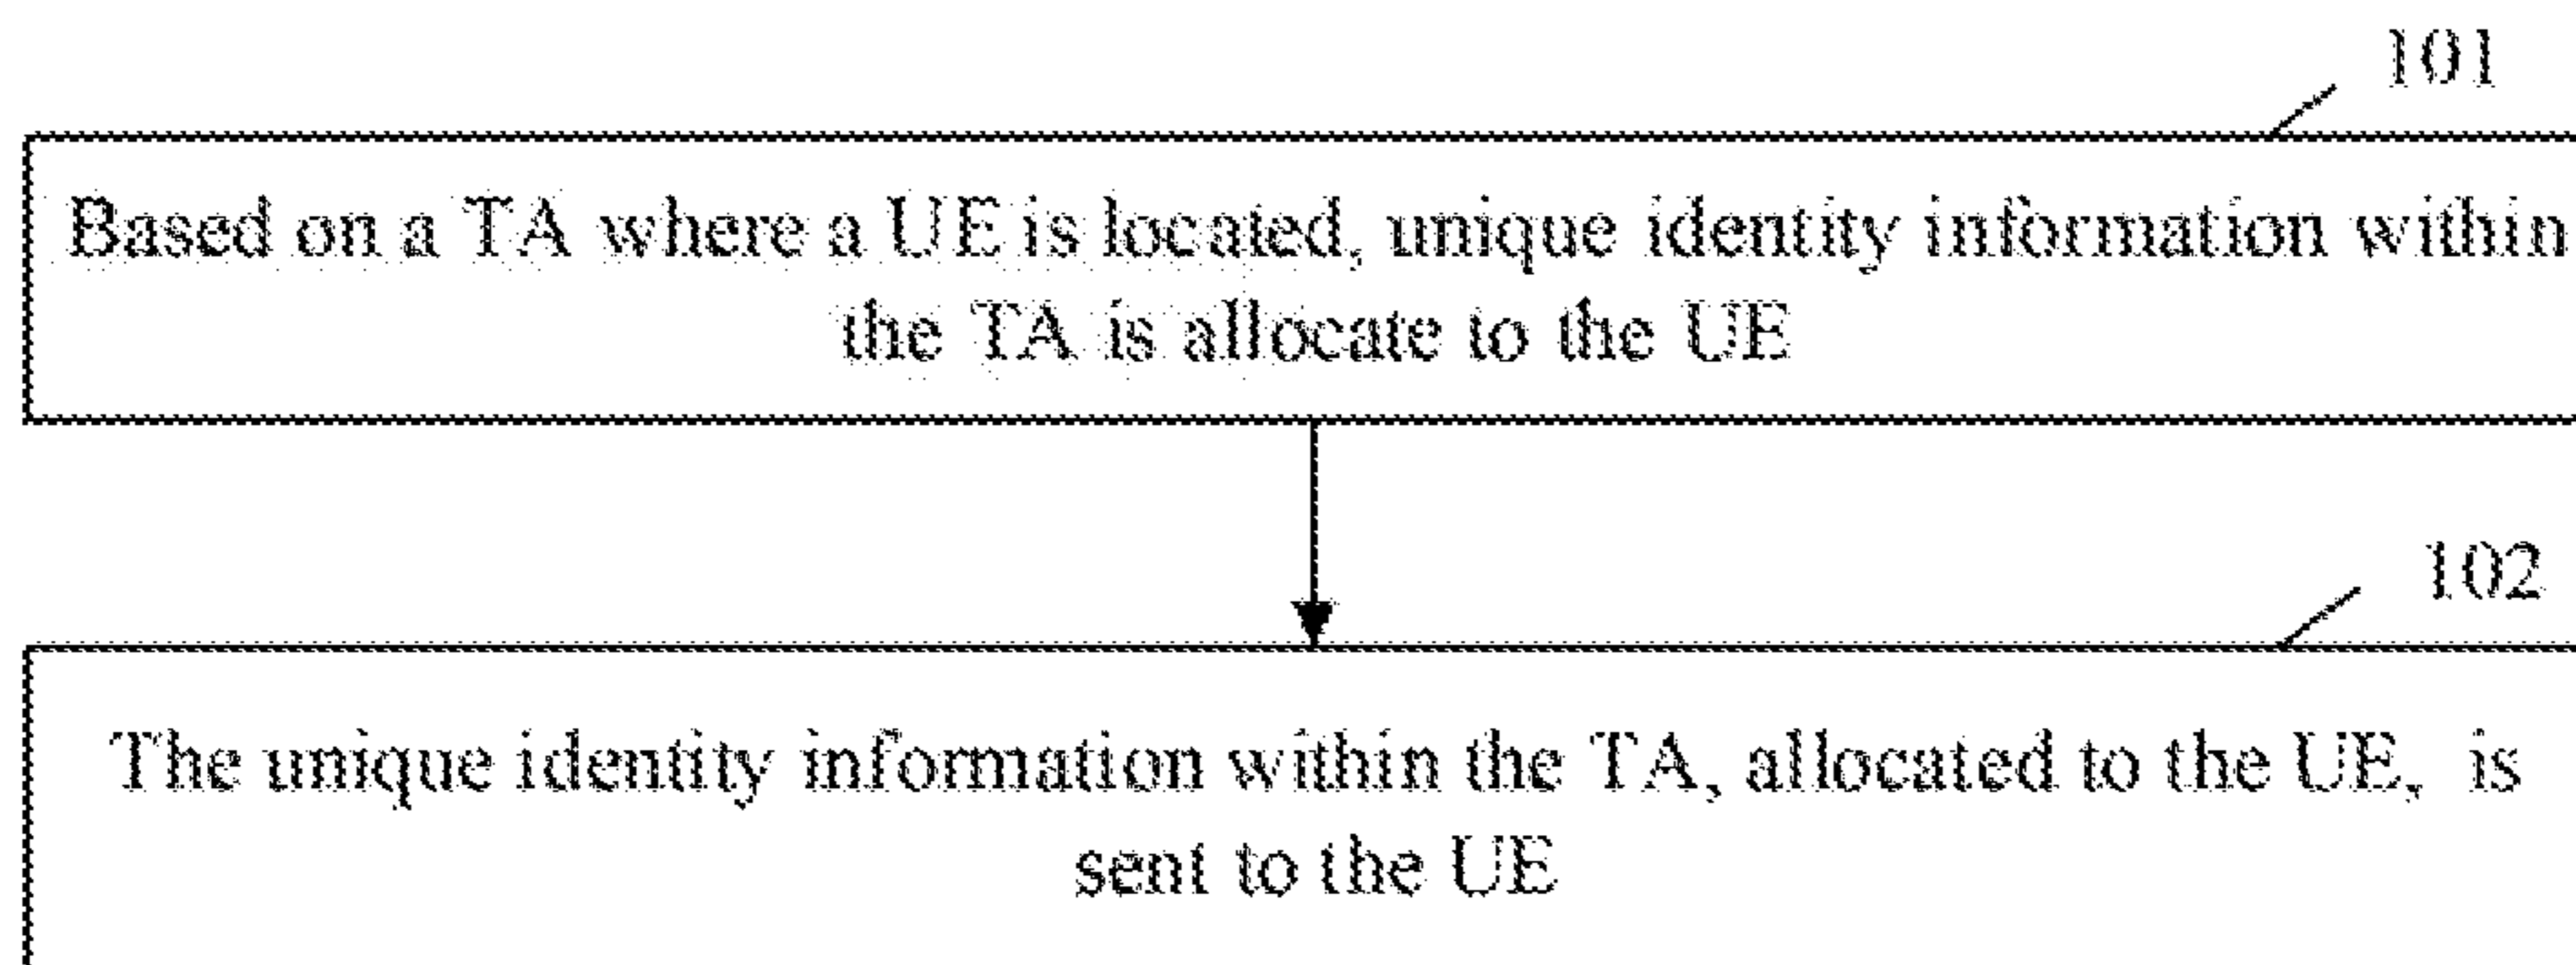 101
Based on a TA where a UE is located, unique identity information within
the TA is allocate to the UE
102
The unique identity information within the TA, allocated to the UE, is
sent to the UE